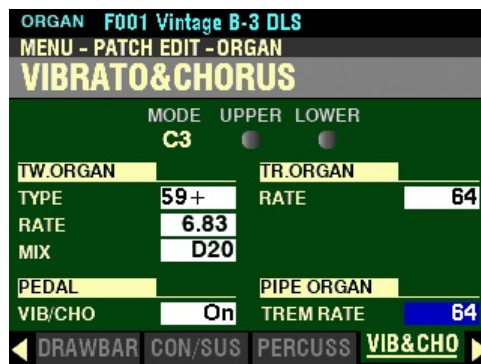 ORGAN F001 Vintage B-3 DLS
MENU - PATCH EDIT - ORGAN
VIBRATO&CHORUS
MODE UPPER LOWER
C3
TW.ORGAN TR.ORGAN
TYPE 59+ RATE 64
RATE 6.83
MIX D20
PEDAL PIPE ORGAN
VIB/CHO On TREM RATE 64
DRAWBAR CON/SUS PERCUSS VIB&CHO